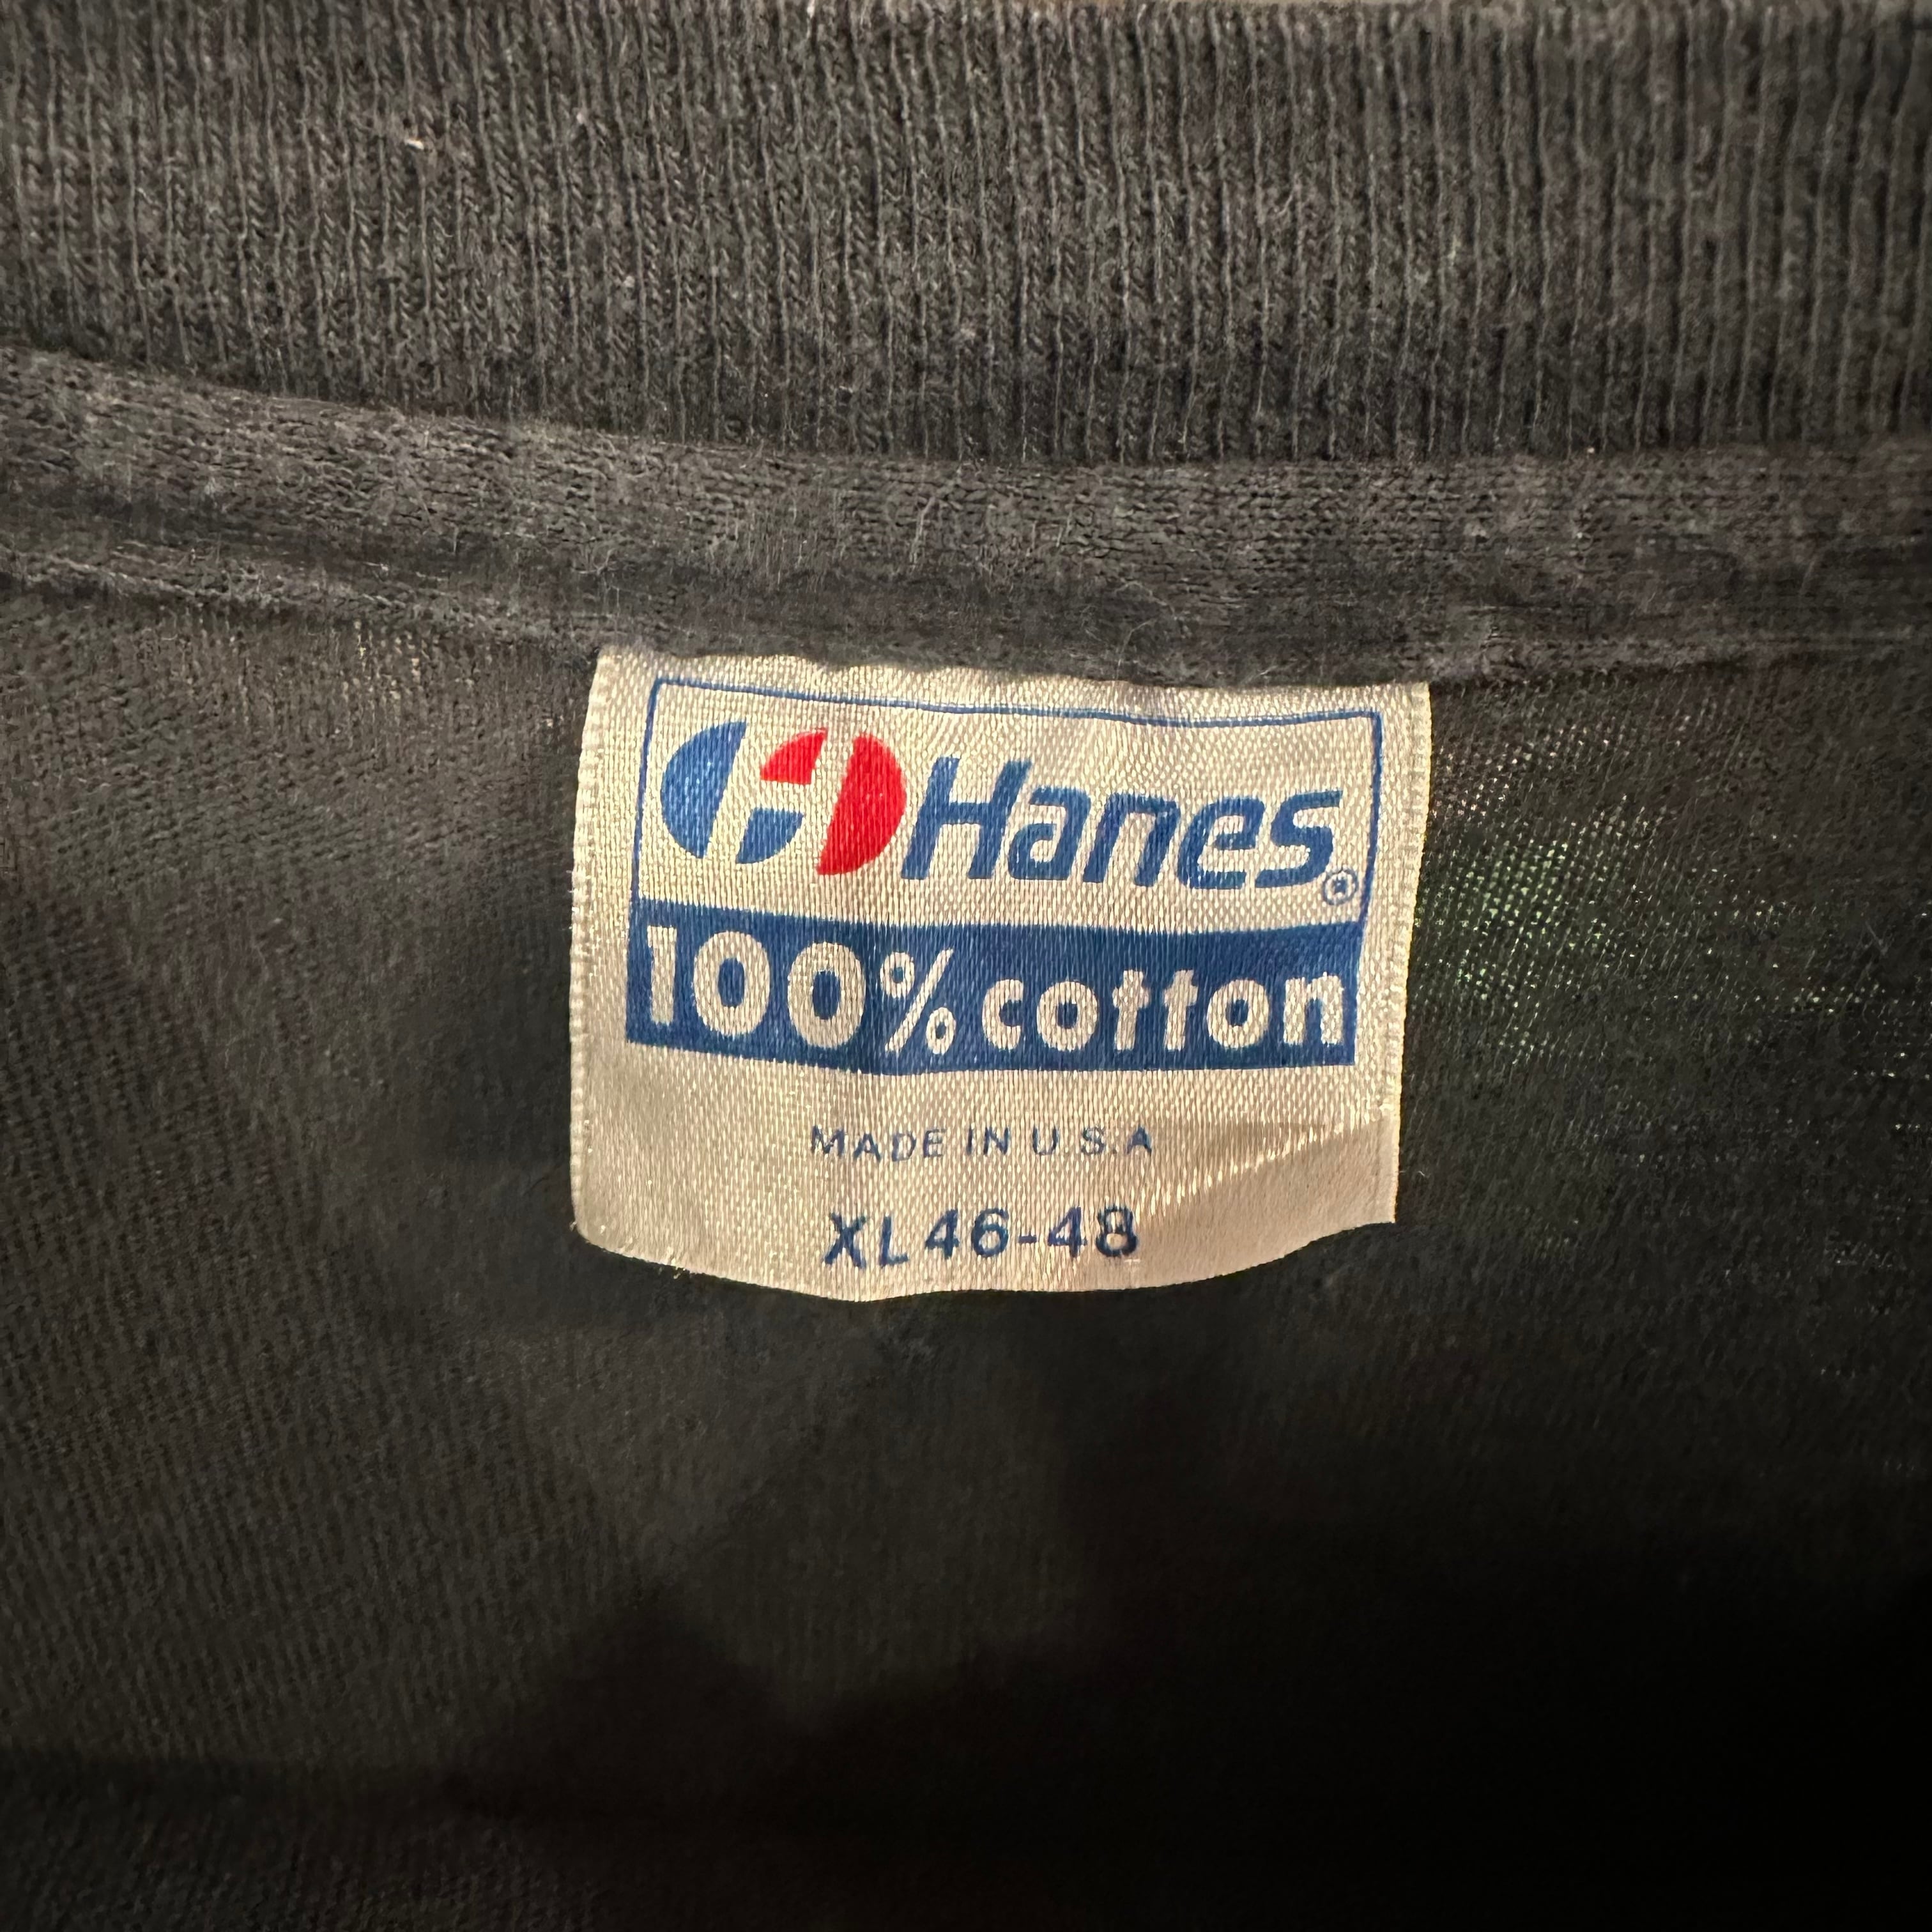 Hanes®
100% cotton
MADE IN U.S.A
XL 46-48